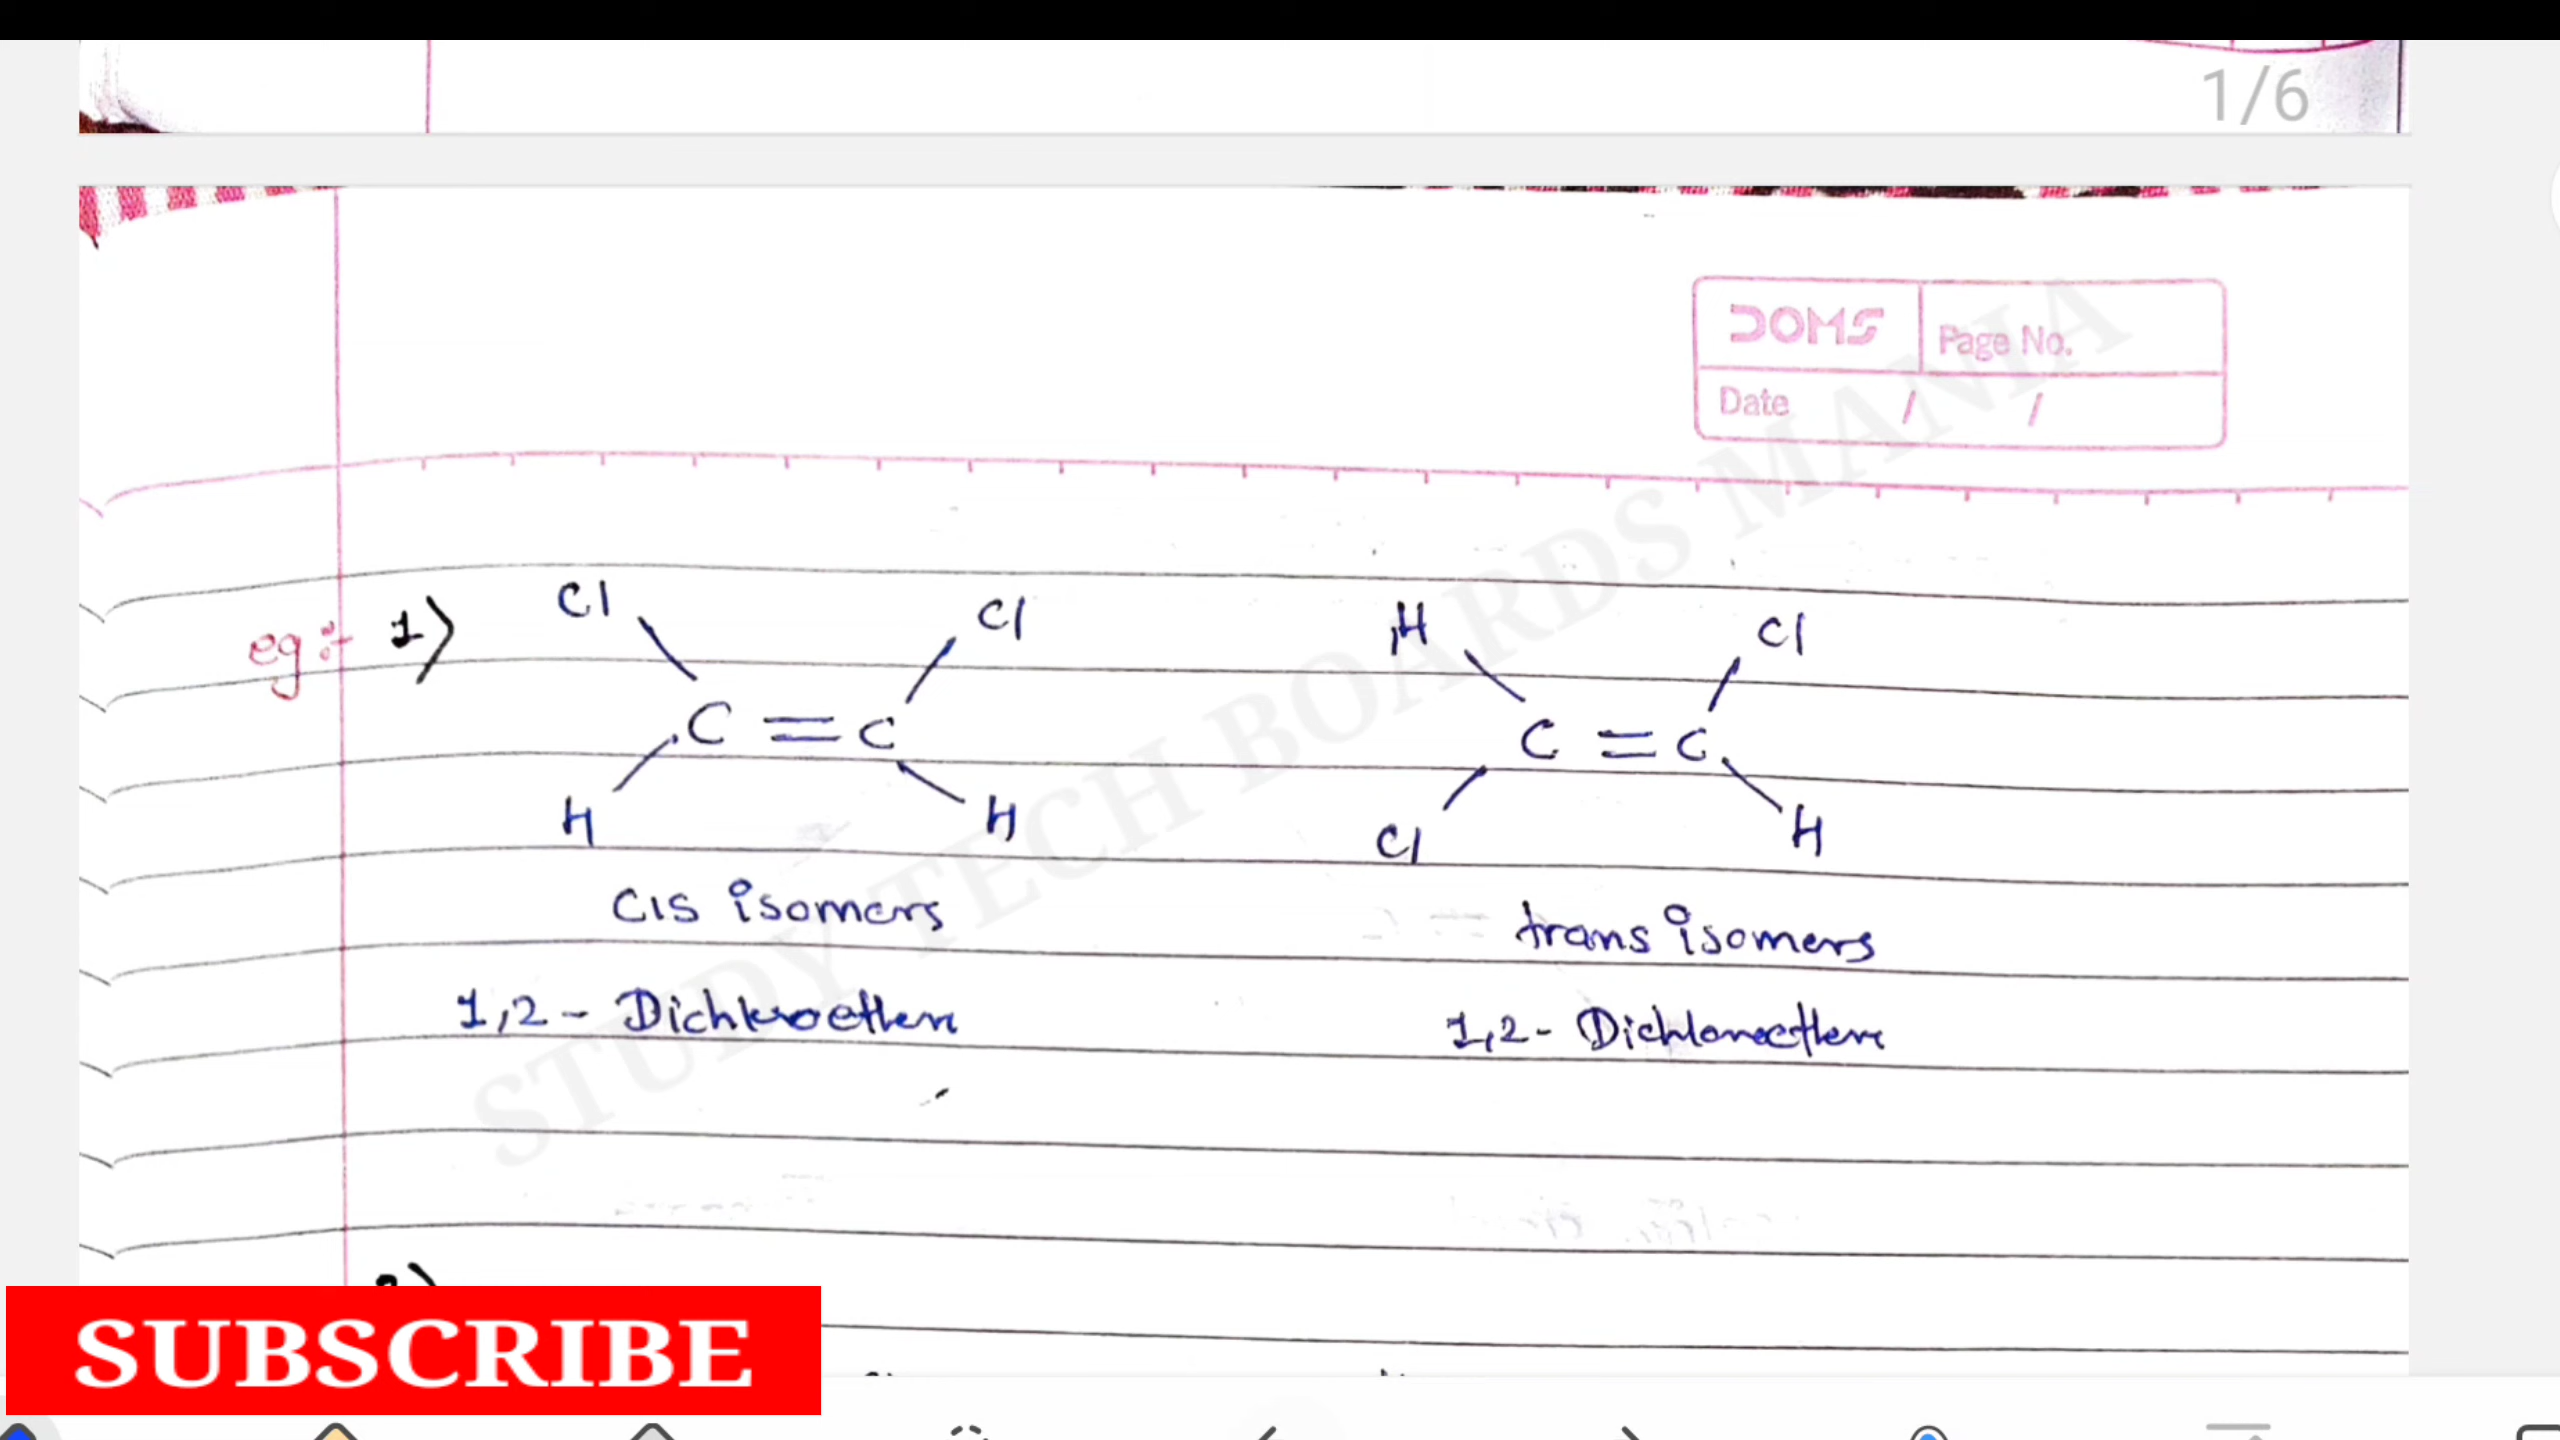 1/6
DOMS Page No.
Date / /
eg:- 1)
Cl Cl H Cl
C = C C = C
H H Cl H
cis isomers trans isomers
1,2- Dichloroethene 1,2- Dichloroethene
STUDY TECH BOARDS MANIA
SUBSCRIBE